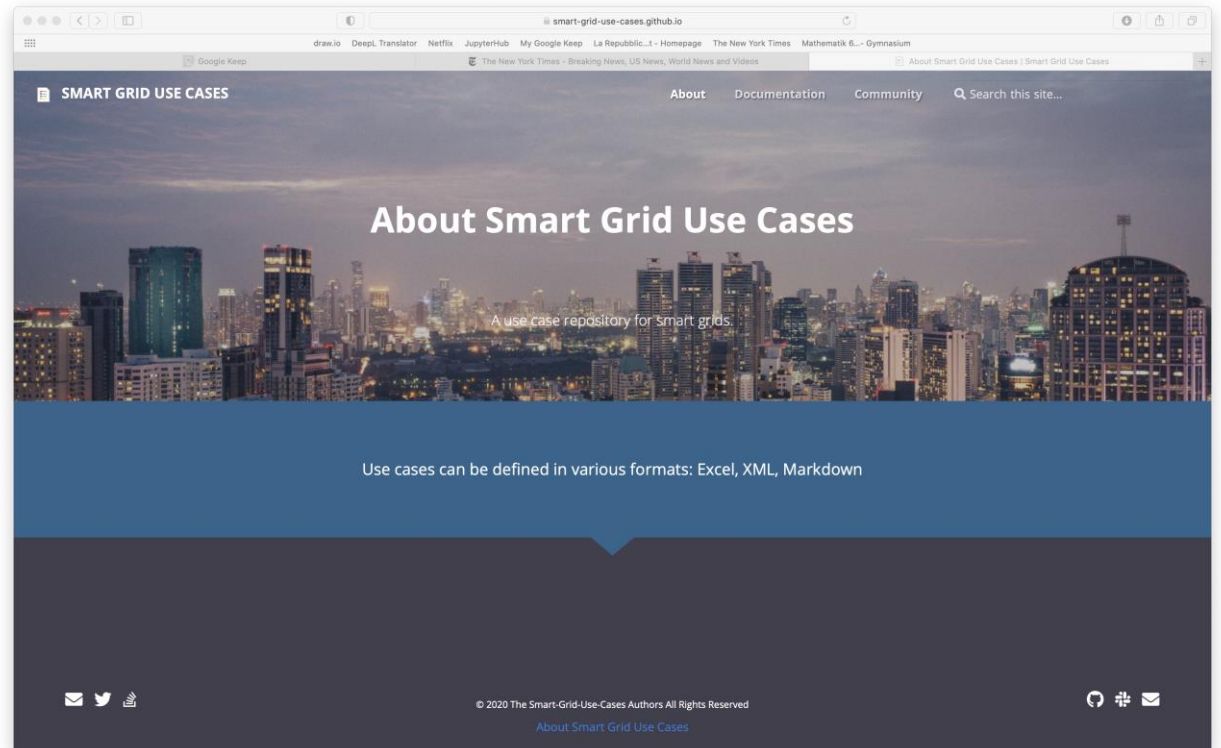 smart-grid-use-cases.github.io
draw.io DeepL Translator Netflix JupyterHub My Google Keep La Repubblic...t - Homepage The New York Times Mathematik 6...- Gymnasium
Google Keep The New York Times - Breaking News, US News, World News and Videos About Smart Grid Use Cases | Smart Grid Use Cases
SMART GRID USE CASES About Documentation Community Search this site...
About Smart Grid Use Cases
A use case repository for smart grids.
Use cases can be defined in various formats: Excel, XML, Markdown
© 2020 The Smart-Grid-Use-Cases Authors All Rights Reserved
About Smart Grid Use Cases